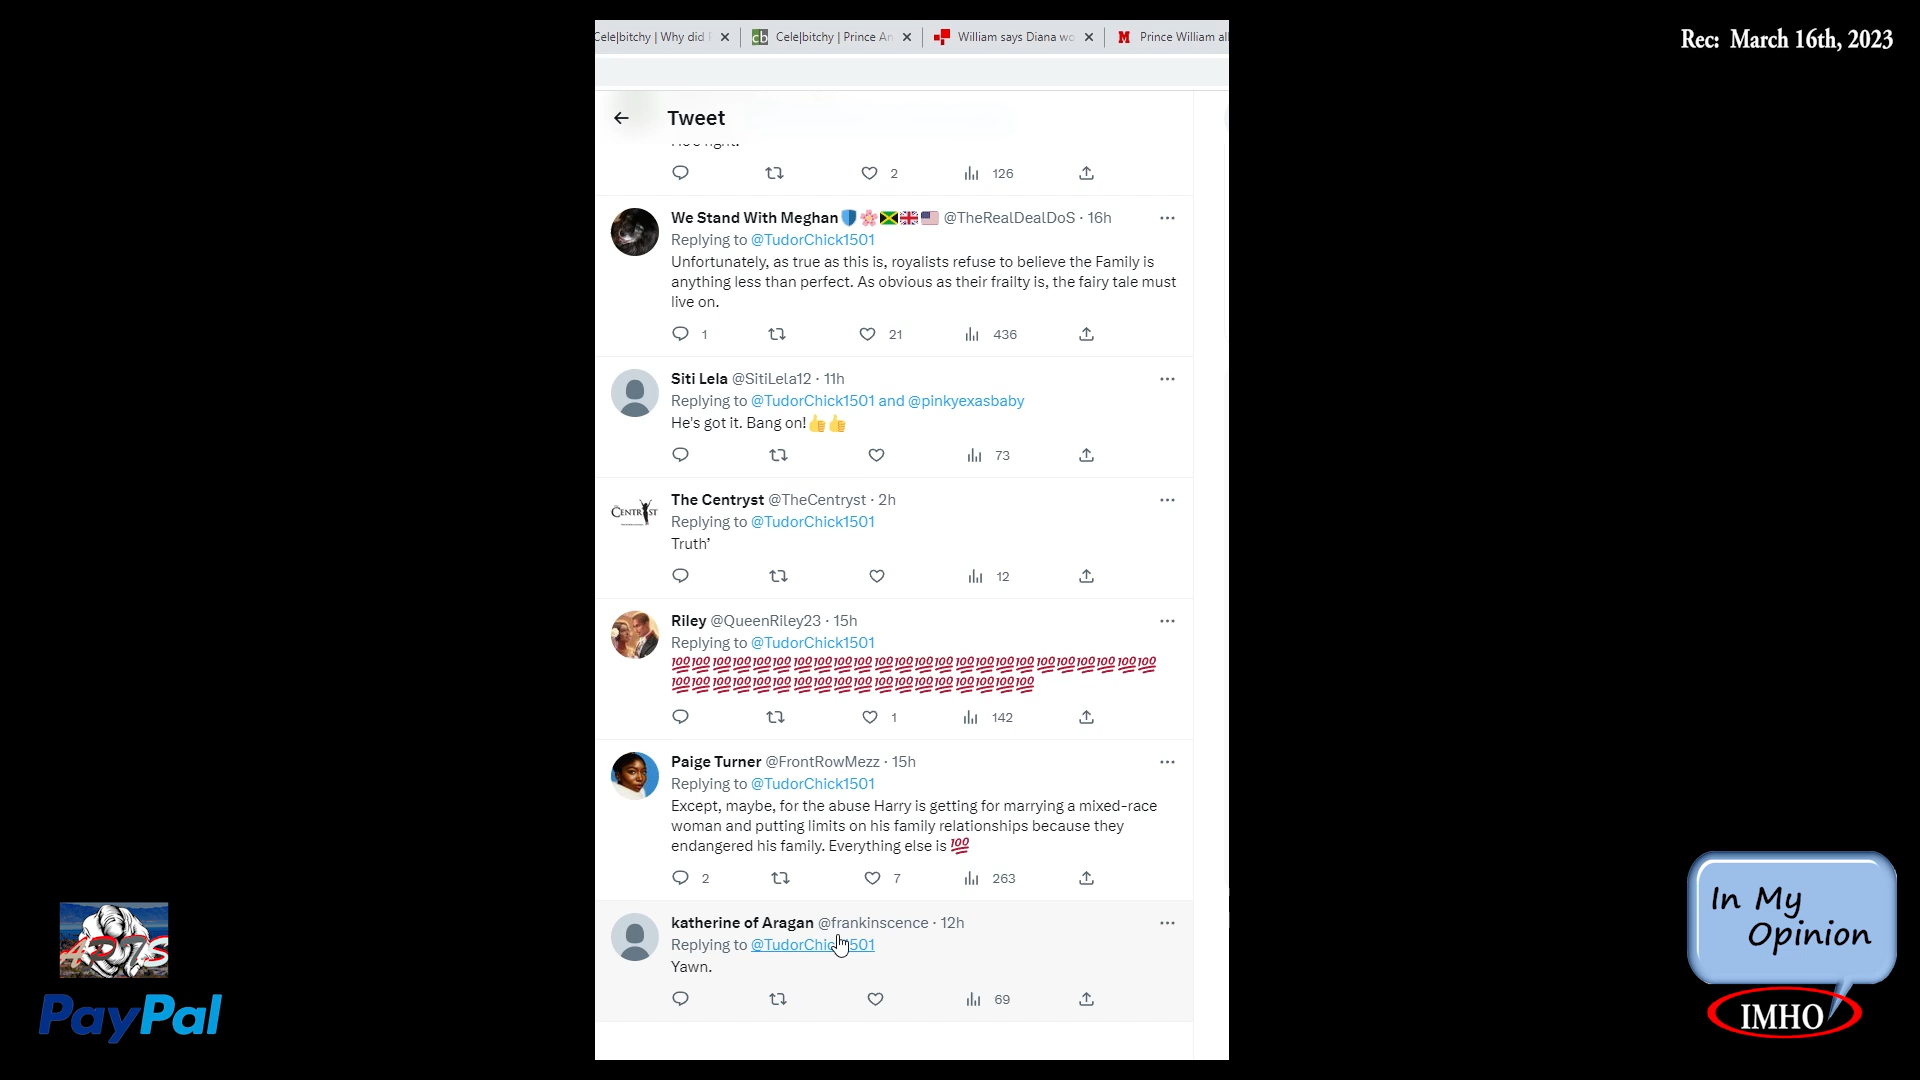 Cele|bitchy | Why did
Cele|bitchy | Prince An
William says Diana wo
Prince William all
Rec: March 16th, 2023
Tweet
2
126
We Stand With Meghan @TheRealDealDoS · 16h
Replying to @TudorChick1501
Unfortunately, as true as this is, royalists refuse to believe the Family is
anything less than perfect. As obvious as their frailty is, the fairy tale must
live on.
1
21
436
Siti Lela @SitiLela12 · 11h
Replying to @TudorChick1501 and @pinkyexasbaby
He's got it. Bang on!👍👍
73
The Centryst @TheCentryst · 2h
CENTRYST
Replying to @TudorChick1501
Truth’
12
Riley @QueenRiley23 · 15h
Replying to @TudorChick1501
💯💯💯💯💯💯💯💯💯💯💯💯💯💯💯💯💯💯💯💯💯💯💯💯
💯💯💯💯💯💯💯💯💯💯💯💯💯💯💯💯💯💯
1
142
Paige Turner @FrontRowMezz · 15h
Replying to @TudorChick1501
Except, maybe, for the abuse Harry is getting for marrying a mixed-race
woman and putting limits on his family relationships because they
endangered his family. Everything else is 💯
2
7
263
katherine of Aragan @frankinscence · 12h
Replying to @TudorChick1501
Yawn.
69
PayPal
In My
Opinion
IMHO